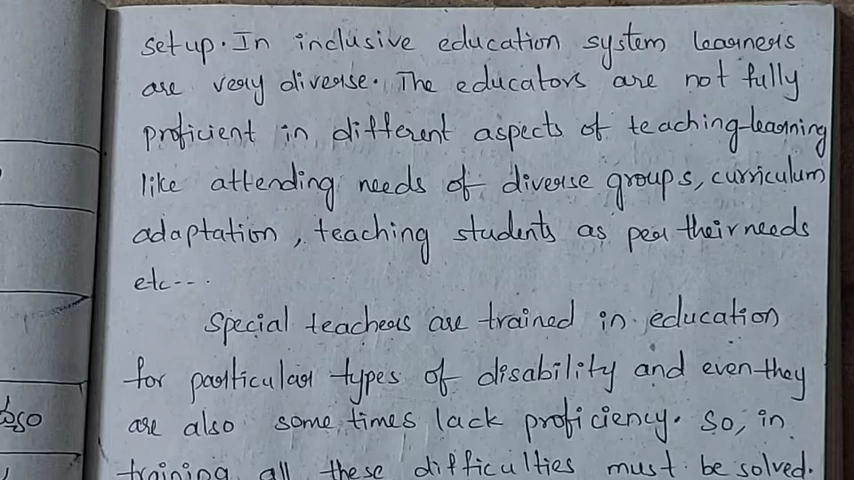 setup. In inclusive education system learners
are very diverse. The educators are not fully
proficient in different aspects of teaching-learning
like attending needs of diverse groups, curriculum
adaptation, teaching students as per their needs
etc---
Special teachers are trained in education
for particular types of disability and even they
are also some times lack proficiency. So, in
training all these difficulties must be solved.